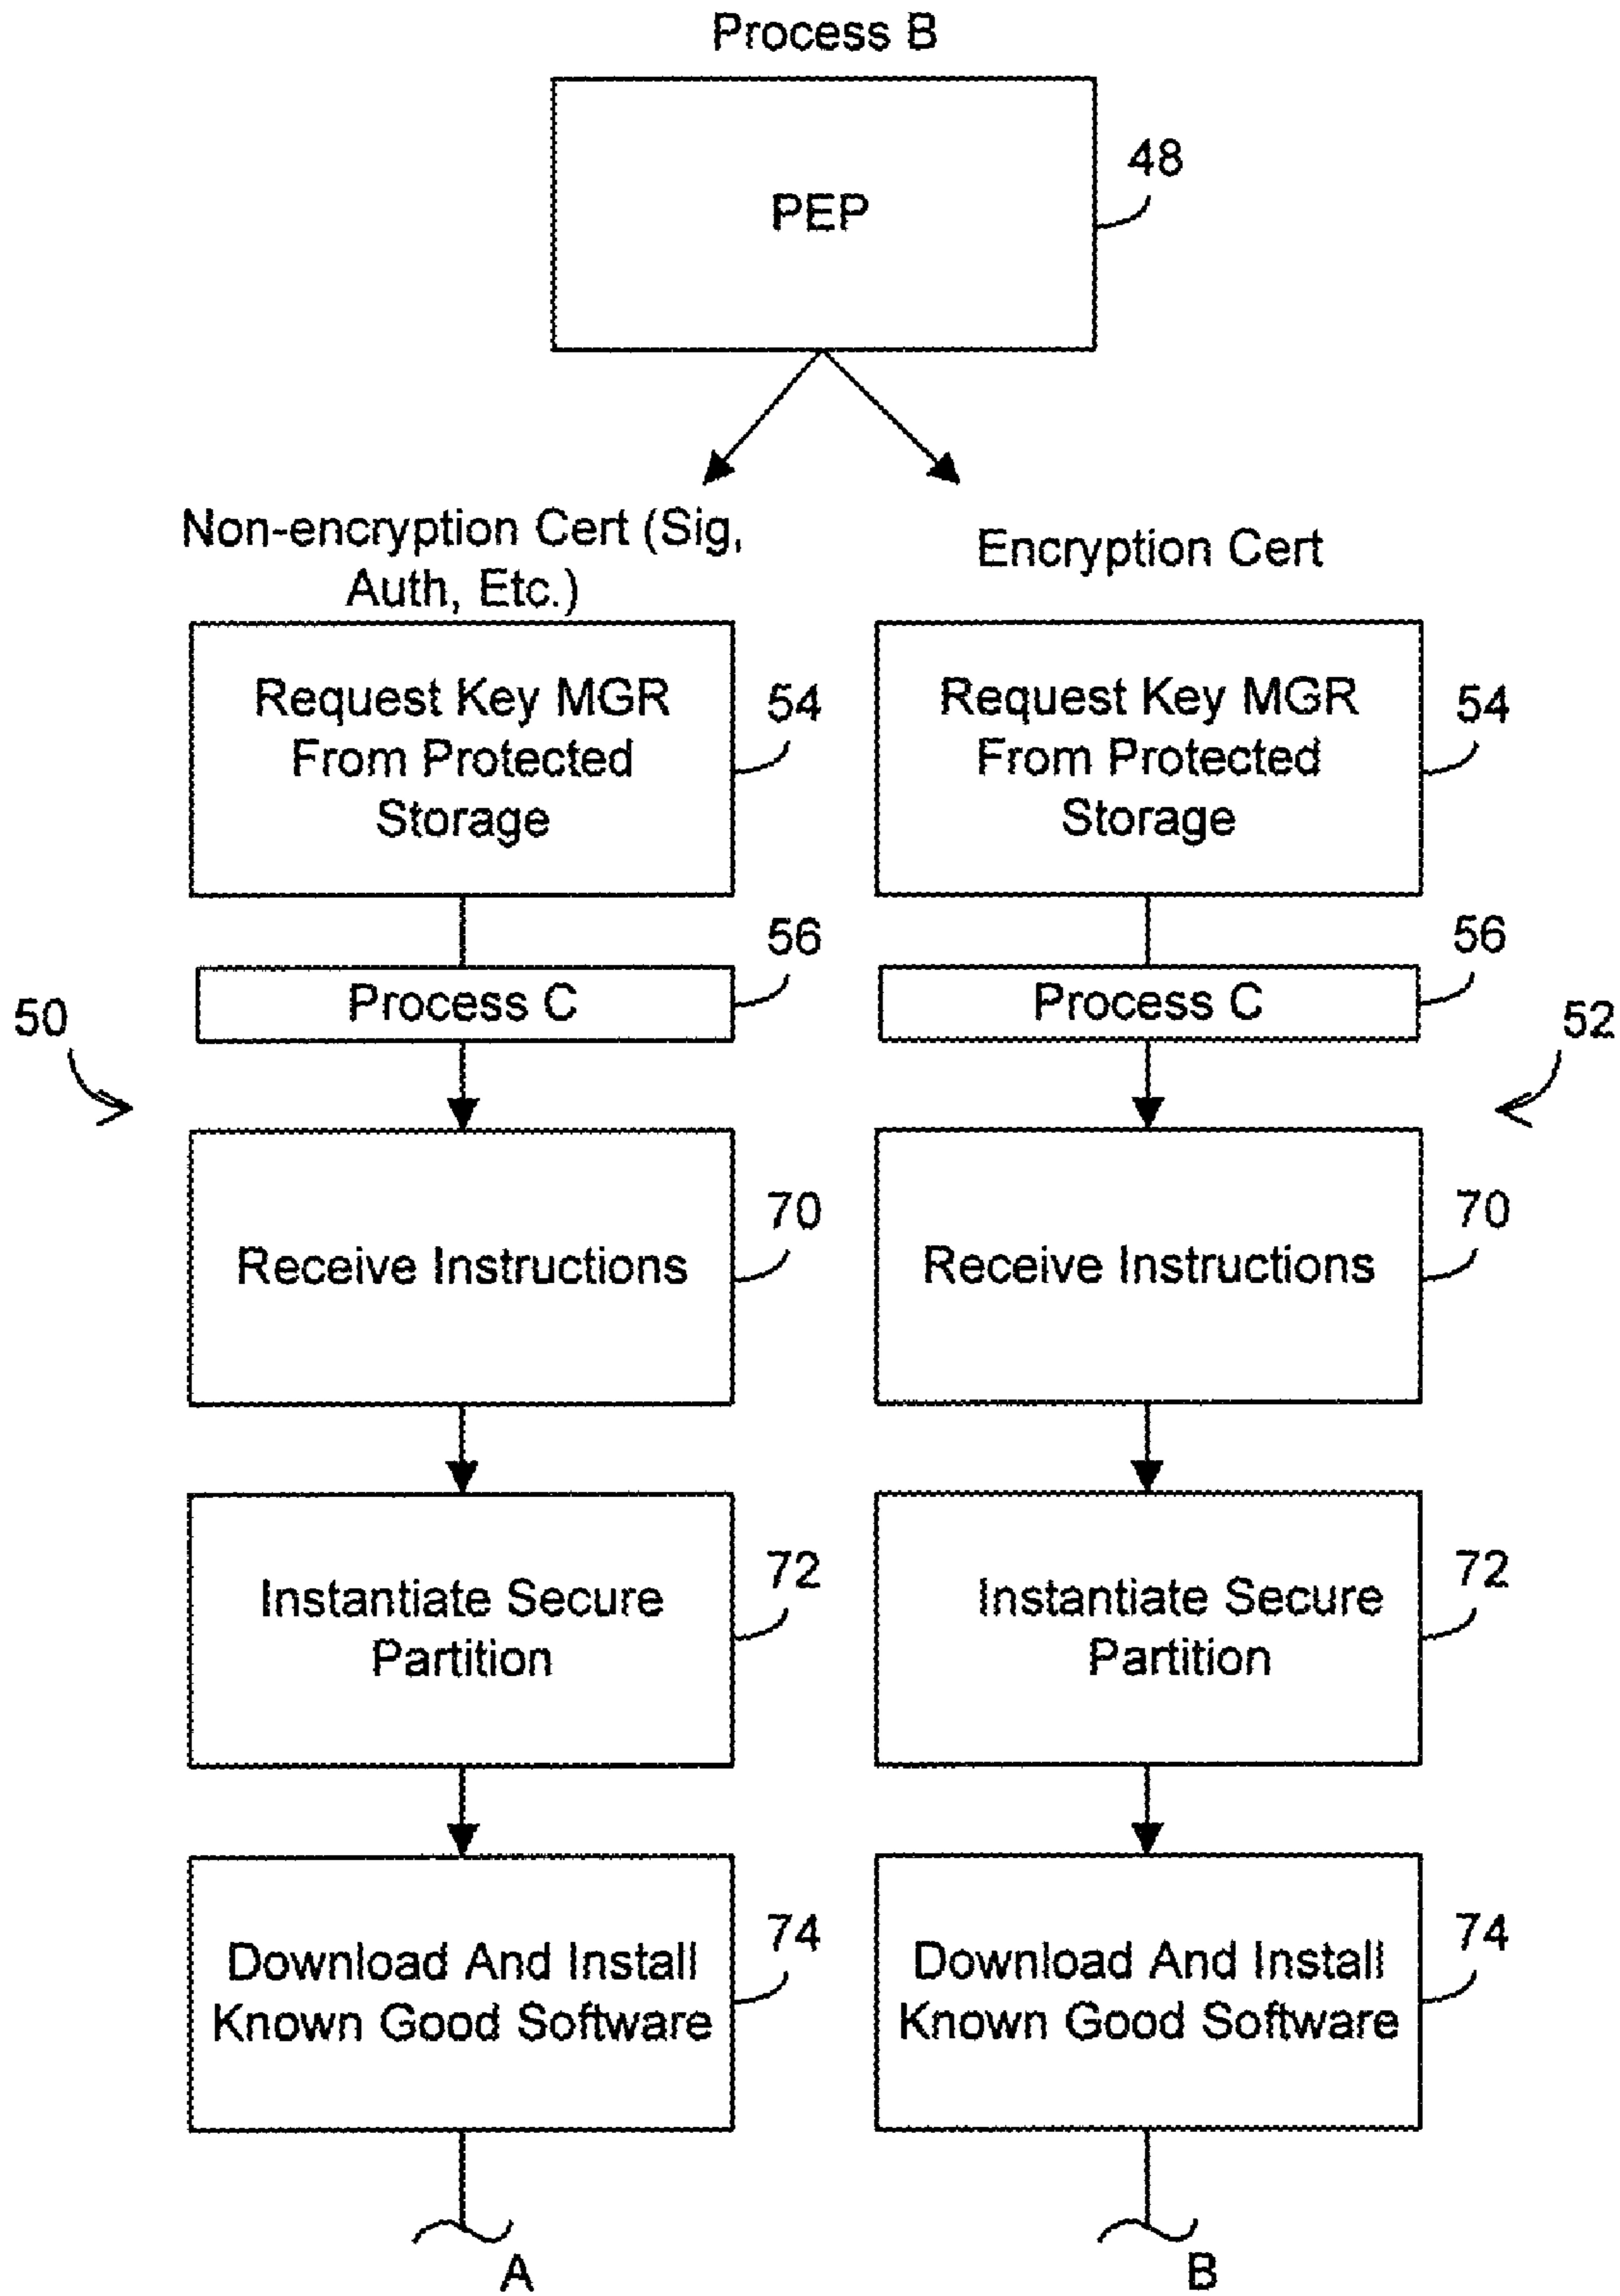 Process B
PEP
48
Non-encryption Cert (Sig,
Auth, Etc.)
Encryption Cert
Request Key MGR
From Protected
Storage
54
Request Key MGR
From Protected
Storage
54
Process C
56
Process C
56
50
52
Receive Instructions
70
Receive Instructions
70
Instantiate Secure
Partition
72
Instantiate Secure
Partition
72
Download And Install
Known Good Software
74
Download And Install
Known Good Software
74
A
B